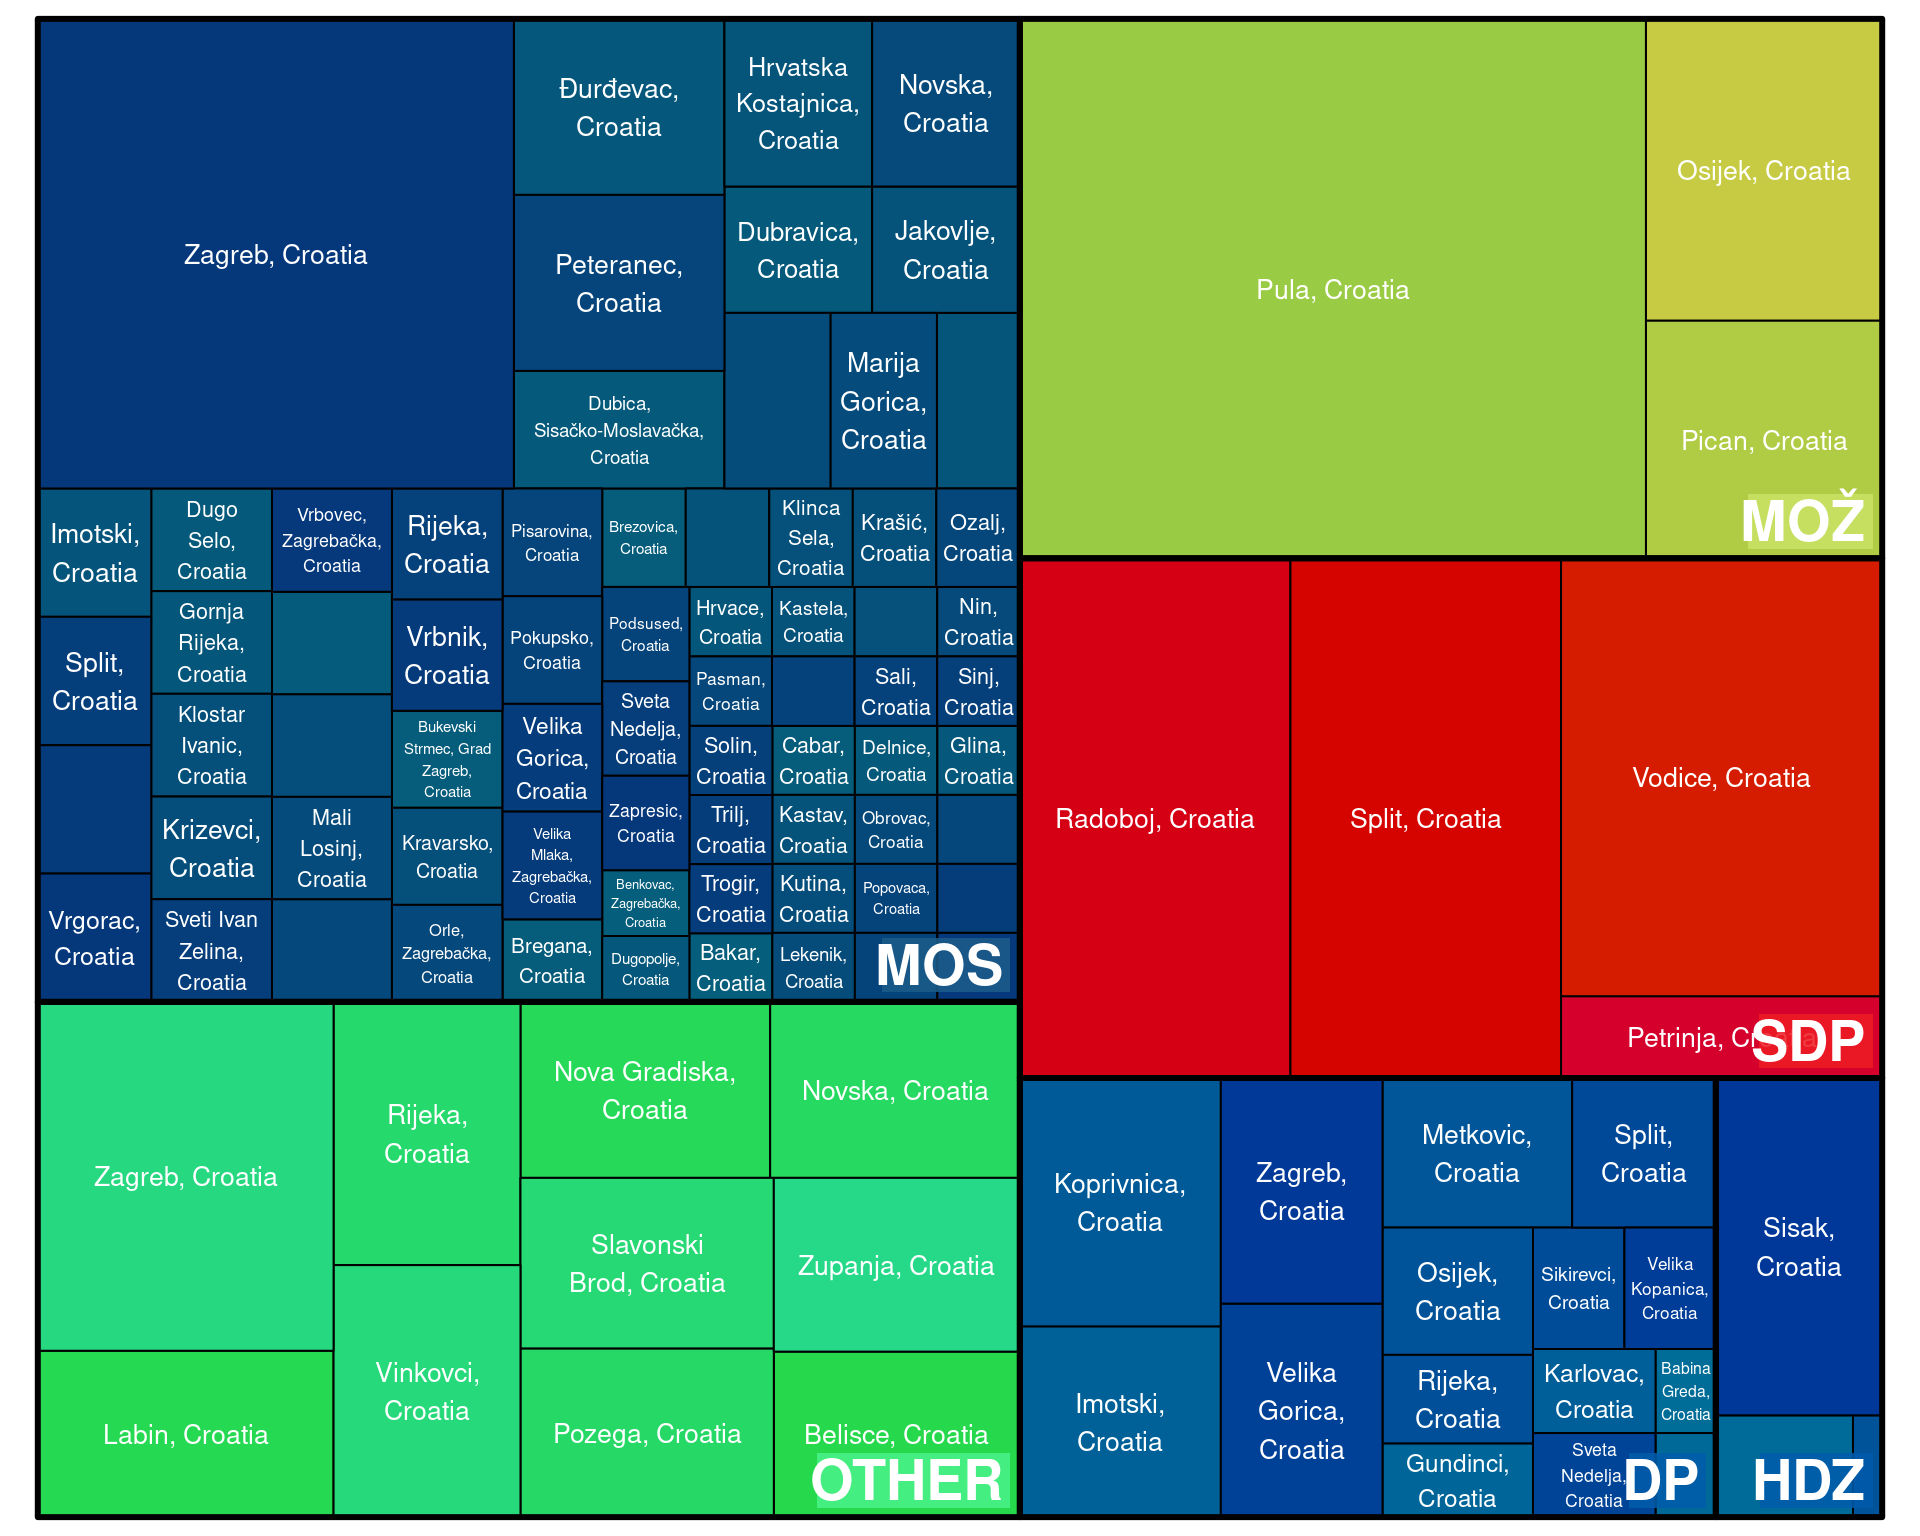 Zagreb, Croatia
Đurđevac,
Croatia
Peteranec,
Croatia
Dubica,
Sisačko-Moslavačka,
Croatia
Hrvatska
Kostajnica,
Croatia
Novska,
Croatia
Dubravica,
Croatia
Jakovlje,
Croatia
Marija
Gorica,
Croatia
Imotski,
Croatia
Split,
Croatia
Vrgorac,
Croatia
Dugo
Selo,
Croatia
Gornja
Rijeka,
Croatia
Klostar
Ivanic,
Croatia
Krizevci,
Croatia
Sveti Ivan
Zelina,
Croatia
Vrbovec,
Zagrebačka,
Croatia
Mali
Losinj,
Croatia
Rijeka,
Croatia
Vrbnik,
Croatia
Bukevski
Strmec, Grad
Zagreb,
Croatia
Kravarsko,
Croatia
Orle,
Zagrebačka,
Croatia
Pisarovina,
Croatia
Pokupsko,
Croatia
Velika
Gorica,
Croatia
Velika
Mlaka,
Zagrebačka,
Croatia
Bregana,
Croatia
Brezovica,
Croatia
Podsused,
Croatia
Sveta
Nedelja,
Croatia
Zapresic,
Croatia
Benkovac,
Zagrebačka,
Croatia
Dugopolje,
Croatia
Klinca
Sela,
Croatia
Krašić,
Croatia
Ozalj,
Croatia
Hrvace,
Croatia
Kastela,
Croatia
Nin,
Croatia
Pasman,
Croatia
Sali,
Croatia
Sinj,
Croatia
Solin,
Croatia
Cabar,
Croatia
Delnice,
Croatia
Glina,
Croatia
Trilj,
Croatia
Kastav,
Croatia
Obrovac,
Croatia
Trogir,
Croatia
Kutina,
Croatia
Popovaca,
Croatia
Bakar,
Croatia
Lekenik,
Croatia
MOS
Pula, Croatia
Osijek, Croatia
Pican, Croatia
MOŽ
Radoboj, Croatia
Split, Croatia
Vodice, Croatia
Petrinja, Croatia
SDP
Zagreb, Croatia
Labin, Croatia
Rijeka,
Croatia
Vinkovci,
Croatia
Nova Gradiska,
Croatia
Novska, Croatia
Slavonski
Brod, Croatia
Zupanja, Croatia
Pozega, Croatia
Belisce, Croatia
OTHER
Koprivnica,
Croatia
Imotski,
Croatia
Zagreb,
Croatia
Velika
Gorica,
Croatia
Metkovic,
Croatia
Split,
Croatia
Osijek,
Croatia
Sikirevci,
Croatia
Velika
Kopanica,
Croatia
Rijeka,
Croatia
Karlovac,
Croatia
Babina
Greda,
Croatia
Gundinci,
Croatia
Sveta
Nedelja,
Croatia
DP
Sisak,
Croatia
HDZ